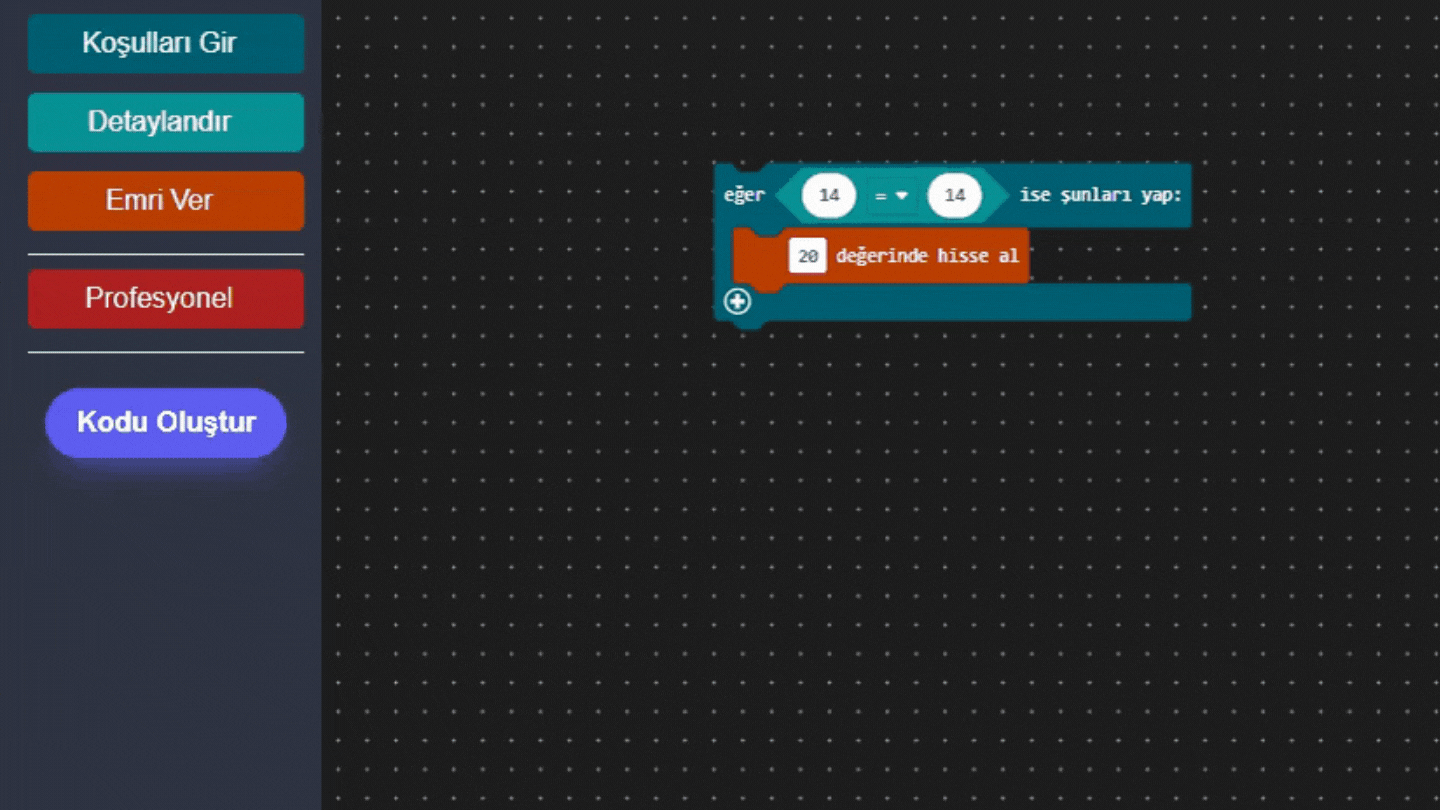 Koşulları Gir
Detaylandır
Emri Ver
Profesyonel
Kodu Oluştur
eğer 14 = 14 ise şunları yap:
20 değerinde hisse al